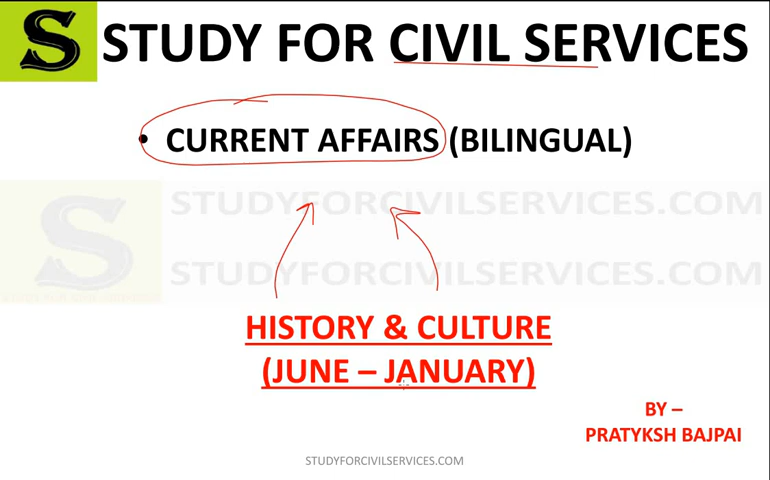 S STUDY FOR CIVIL SERVICES
• CURRENT AFFAIRS (BILINGUAL)
S STUDYFORCIVILSERVICES.COM
STUDYFORCIVILSERVICES.COM
HISTORY & CULTURE
(JUNE – JANUARY)
BY –
PRATYKSH BAJPAI
STUDYFORCIVILSERVICES.COM